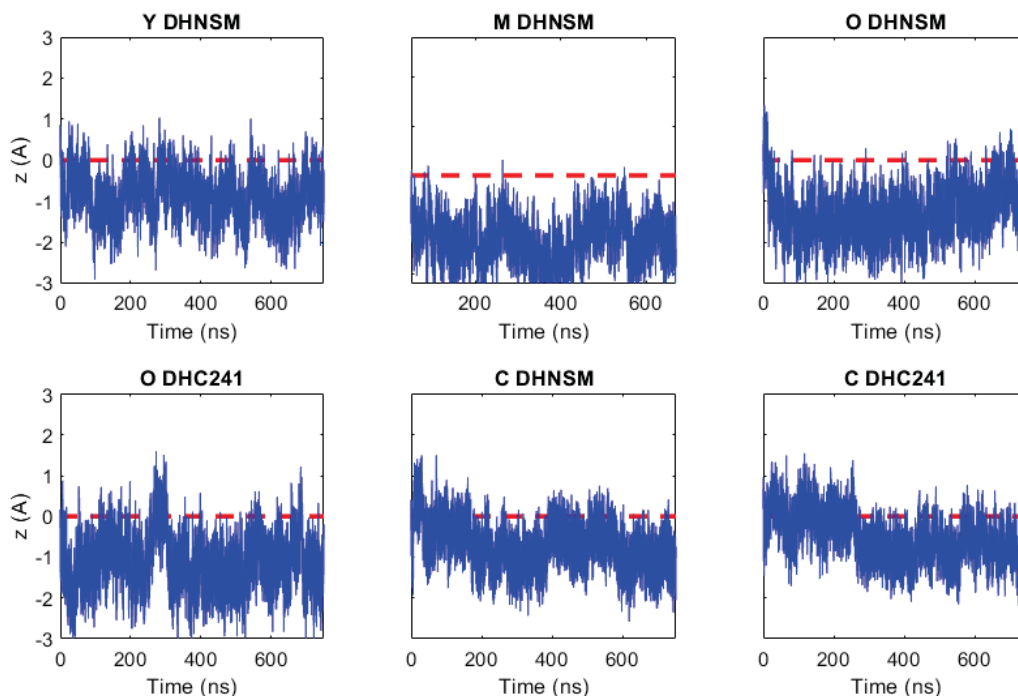 Y DHNSM
M DHNSM
O DHNSM
3
2
1
0
-1
-2
-3
z (A)
0 200 400 600
Time (ns)
200 400 600
Time (ns)
0 200 400 600
Time (ns)
O DHC241
C DHNSM
C DHC241
3
2
1
0
-1
-2
-3
z (A)
0 200 400 600
Time (ns)
0 200 400 600
Time (ns)
0 200 400 600
Time (ns)